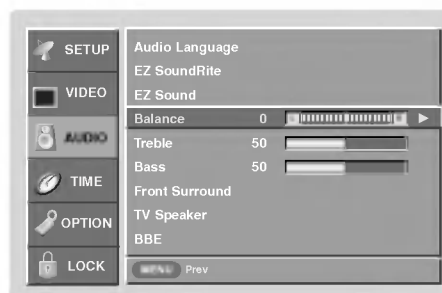 SETUP
VIDEO
AUDIO
TIME
OPTION
LOCK
Audio Language
EZ SoundRite
EZ Sound
Balance 0
Treble 50
Bass 50
Front Surround
TV Speaker
BBE
MENU Prev